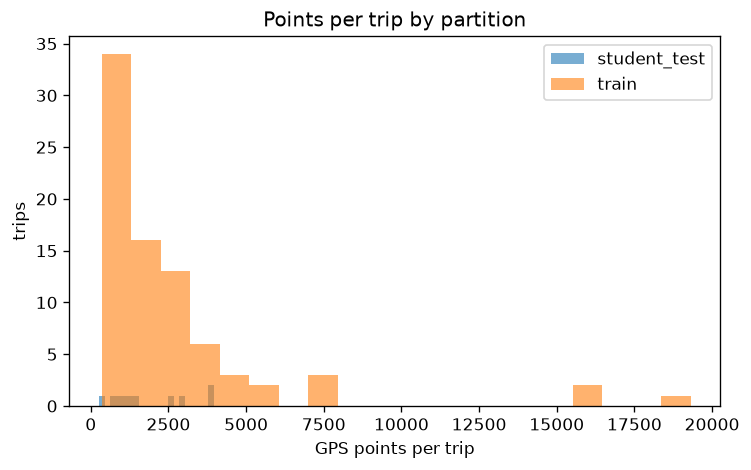 Points per trip by partition
student_test
train
trips
35
30
25
20
15
10
5
0
0 2500 5000 7500 10000 12500 15000 17500 20000
GPS points per trip